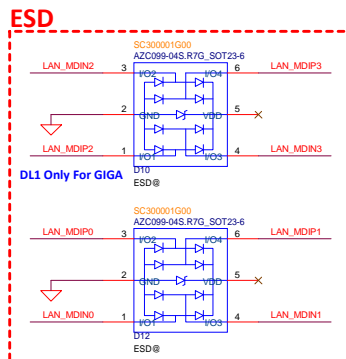 ESD
SC300001G00
AZC099-04S.R7G_SOT23-6
LAN_MDIN2 3 I/O2 I/O4 6 LAN_MDIP3
2 GND VDD 5
LAN_MDIP2 1 I/O1 I/O3 4 LAN_MDIN3
DL1 Only For GIGA D10
ESD@
SC300001G00
AZC099-04S.R7G_SOT23-6
LAN_MDIP0 3 I/O2 I/O4 6 LAN_MDIP1
2 GND VDD 5
LAN_MDIN0 1 I/O1 I/O3 4 LAN_MDIN1
D12
ESD@